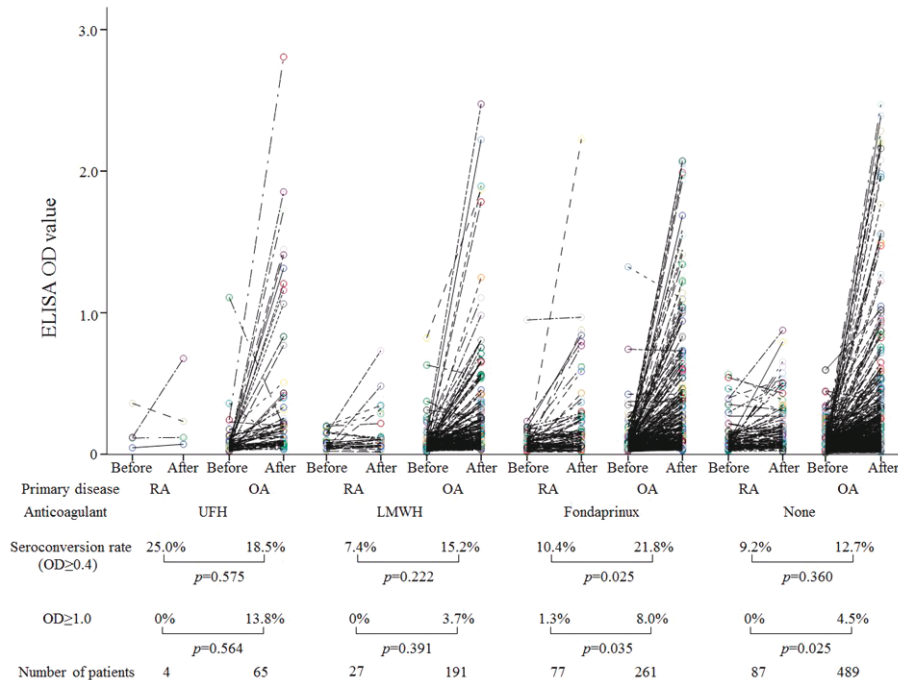 3.0
2.0
1.0
0
ELISA OD value
Before After Before After Before After Before After Before After Before After Before After Before After
Primary disease RA OA RA OA RA OA RA OA
Anticoagulant UFH LMWH Fondaprinux None
Seroconversion rate 25.0% 18.5% 7.4% 15.2% 10.4% 21.8% 9.2% 12.7%
(OD≥0.4)
p=0.575 p=0.222 p=0.025 p=0.360
OD≥1.0 0% 13.8% 0% 3.7% 1.3% 8.0% 0% 4.5%
p=0.564 p=0.391 p=0.035 p=0.025
Number of patients 4 65 27 191 77 261 87 489